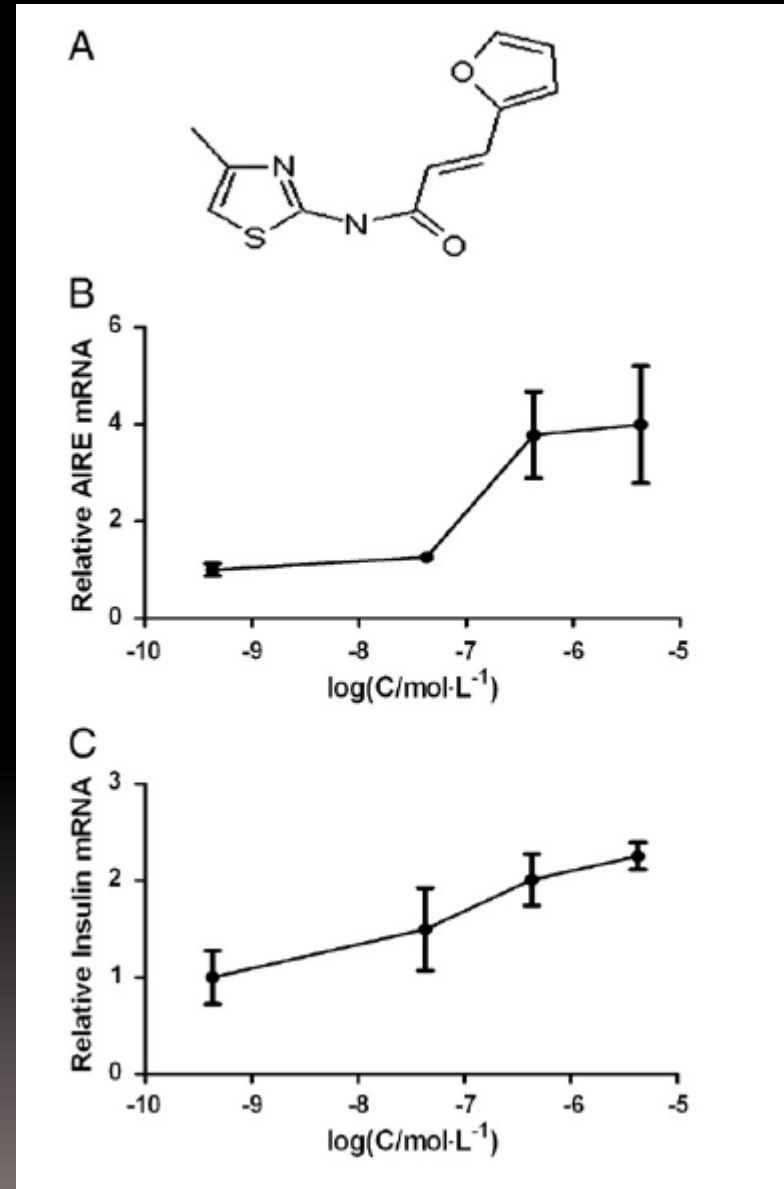 A
O
N
S
N
O
B
Relative AIRE mRNA
6
4
2
0
-10 -9 -8 -7 -6 -5
log(C/mol·L⁻¹)
C
Relative Insulin mRNA
3
2
1
0
-10 -9 -8 -7 -6 -5
log(C/mol·L⁻¹)